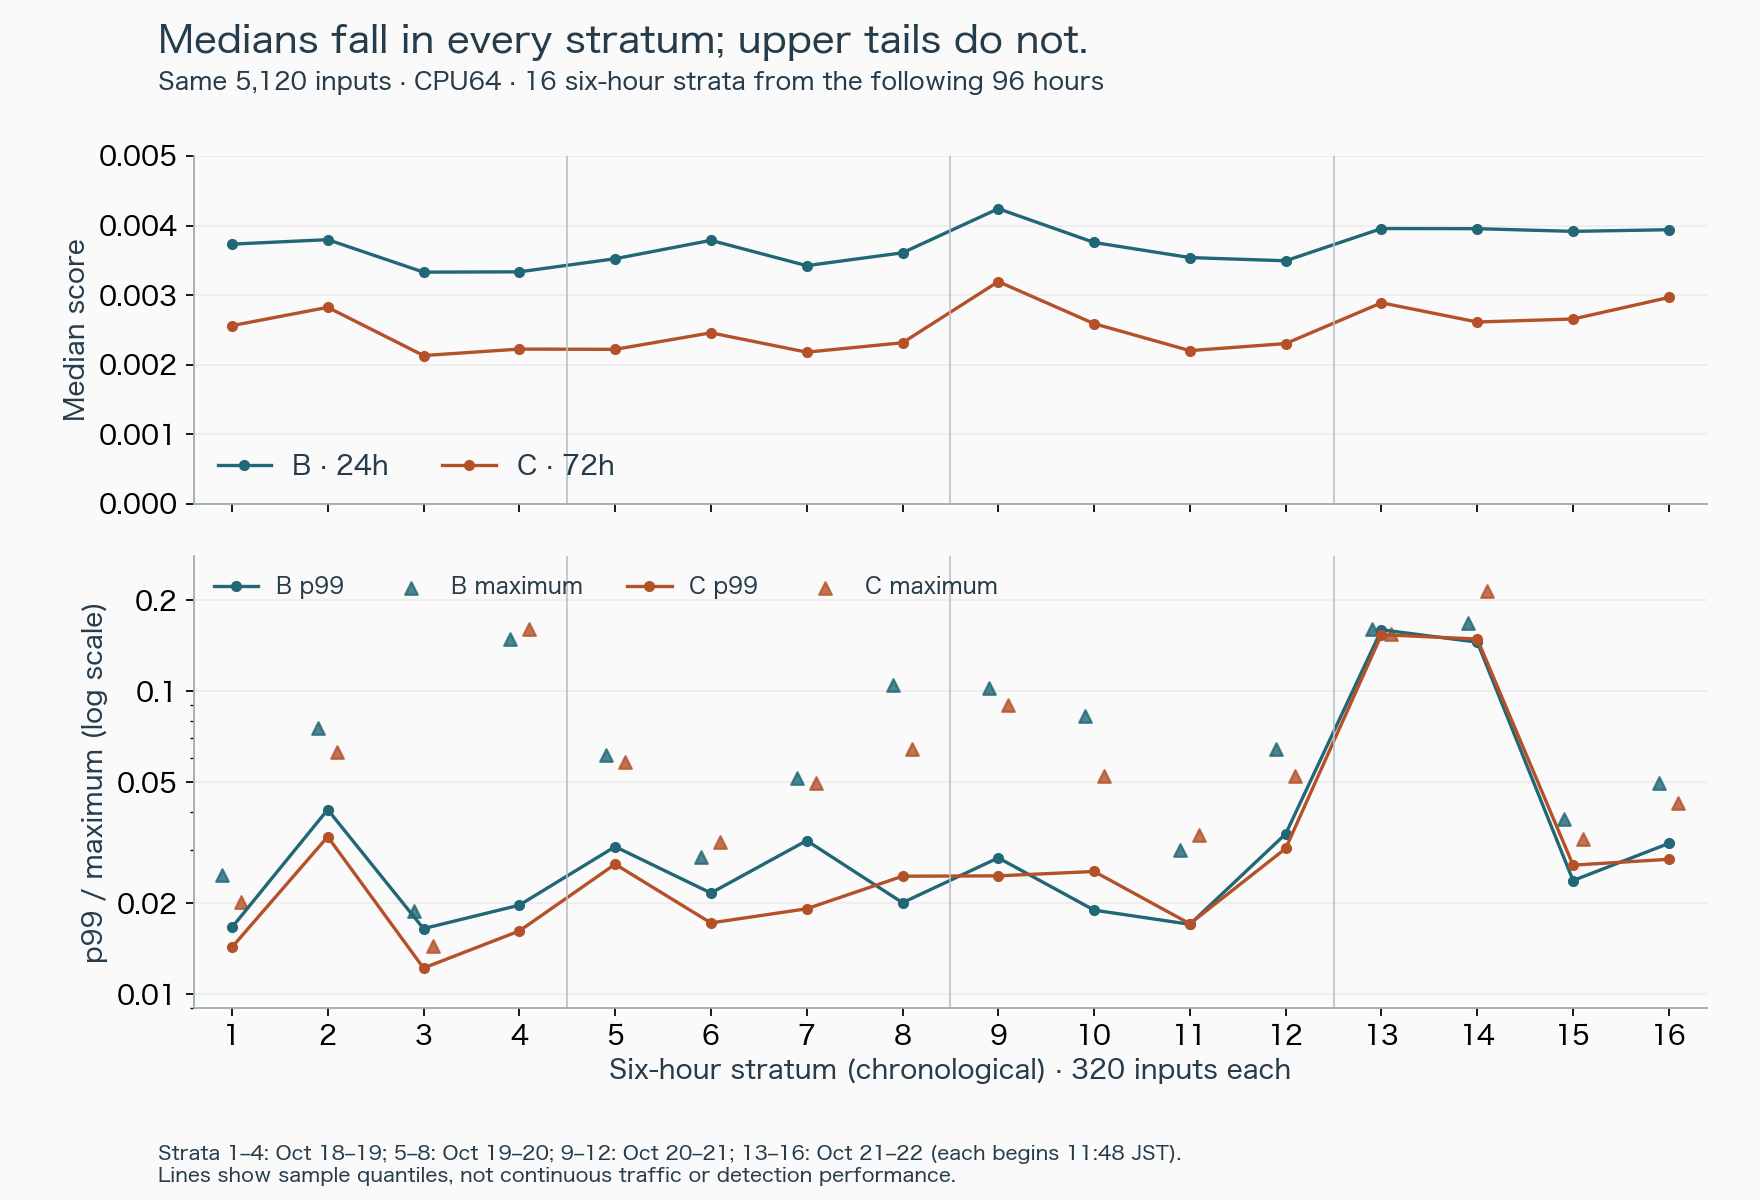 Medians fall in every stratum; upper tails do not.
Same 5,120 inputs · CPU64 · 16 six-hour strata from the following 96 hours
Median score
0.005
0.004
0.003
0.002
0.001
0.000
B · 24h
C · 72h
p99 / maximum (log scale)
B p99
B maximum
C p99
C maximum
0.2
0.1
0.05
0.02
0.01
1 2 3 4 5 6 7 8 9 10 11 12 13 14 15 16
Six-hour stratum (chronological) · 320 inputs each
Strata 1–4: Oct 18–19; 5–8: Oct 19–20; 9–12: Oct 20–21; 13–16: Oct 21–22 (each begins 11:48 JST).
Lines show sample quantiles, not continuous traffic or detection performance.